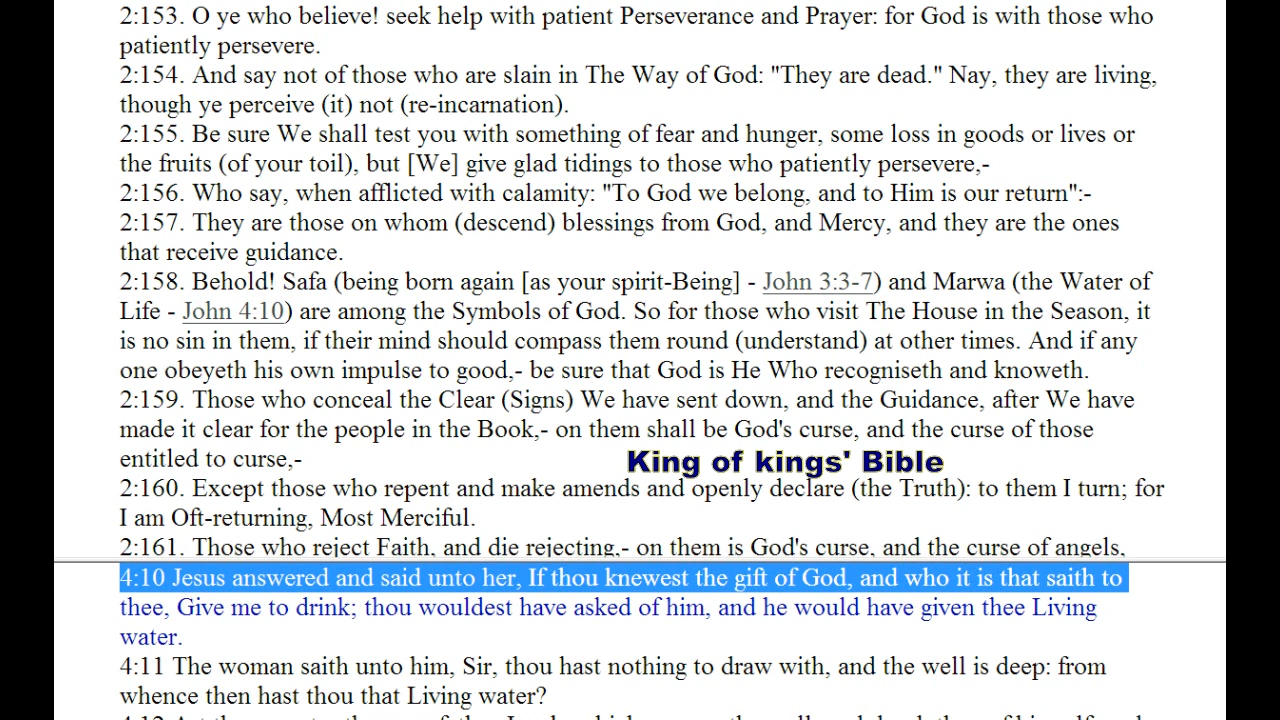 2:153. O ye who believe! seek help with patient Perseverance and Prayer: for God is with those who
patiently persevere.
2:154. And say not of those who are slain in The Way of God: "They are dead." Nay, they are living,
though ye perceive (it) not (re-incarnation).
2:155. Be sure We shall test you with something of fear and hunger, some loss in goods or lives or
the fruits (of your toil), but [We] give glad tidings to those who patiently persevere,-
2:156. Who say, when afflicted with calamity: "To God we belong, and to Him is our return":-
2:157. They are those on whom (descend) blessings from God, and Mercy, and they are the ones
that receive guidance.
2:158. Behold! Safa (being born again [as your spirit-Being] - John 3:3-7) and Marwa (the Water of
Life - John 4:10) are among the Symbols of God. So for those who visit The House in the Season, it
is no sin in them, if their mind should compass them round (understand) at other times. And if any
one obeyeth his own impulse to good,- be sure that God is He Who recogniseth and knoweth.
2:159. Those who conceal the Clear (Signs) We have sent down, and the Guidance, after We have
made it clear for the people in the Book,- on them shall be God's curse, and the curse of those
entitled to curse,-
King of kings' Bible
2:160. Except those who repent and make amends and openly declare (the Truth): to them I turn; for
I am Oft-returning, Most Merciful.
2:161. Those who reject Faith, and die rejecting,- on them is God's curse, and the curse of angels,
4:10 Jesus answered and said unto her, If thou knewest the gift of God, and who it is that saith to
thee, Give me to drink; thou wouldest have asked of him, and he would have given thee Living
water.
4:11 The woman saith unto him, Sir, thou hast nothing to draw with, and the well is deep: from
whence then hast thou that Living water?